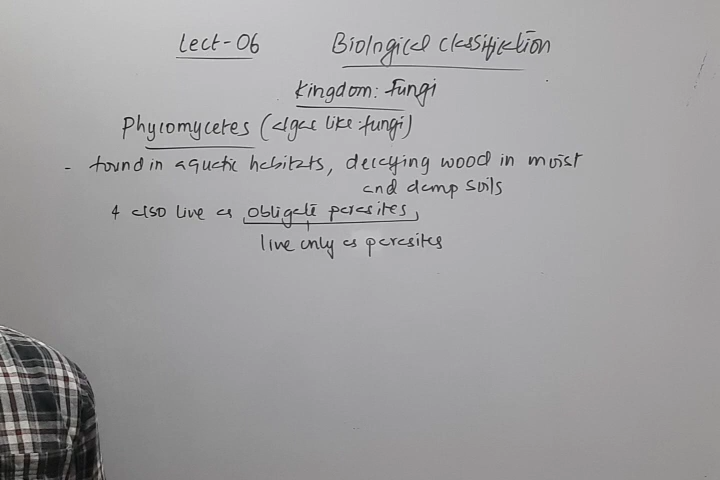 Lect-06 Biological classification
Kingdom: Fungi
Phycomycetes (algae like fungi)
- found in aquatic habitats, decaying wood in moist
and damp soils
& also live as obligate parasites,
live only as parasites